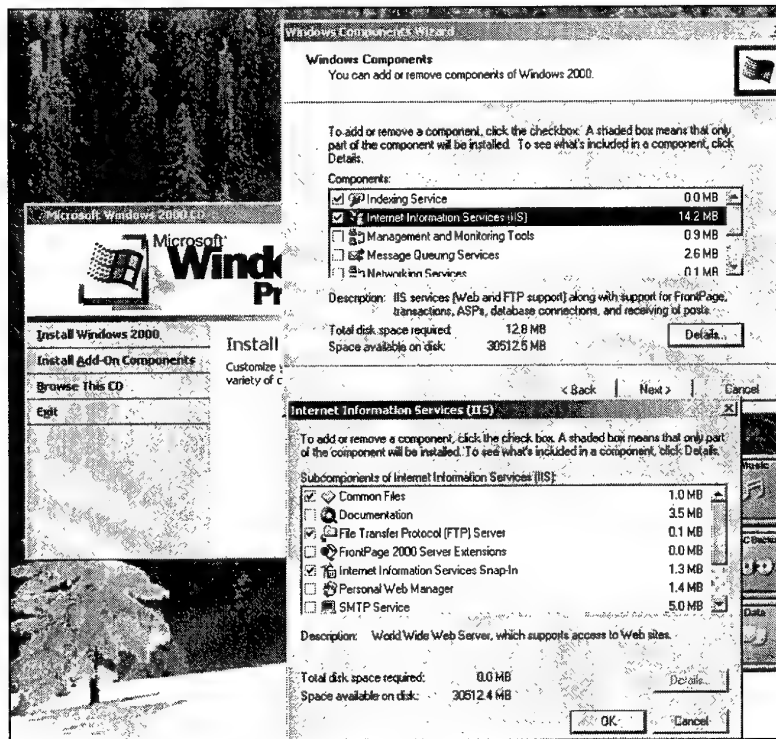 Windows Components Wizard
Windows Components
You can add or remove components of Windows 2000.
To add or remove a component, click the checkbox. A shaded box means that only
part of the component will be installed. To see what's included in a component, click
Details.
Components:
Indexing Service 0.0 MB
Internet Information Services (IIS) 14.2 MB
Management and Monitoring Tools 0.9 MB
Message Queuing Services 2.6 MB
Networking Services 0.1 MB
Description: IIS services (Web and FTP support) along with support for FrontPage,
transactions, ASPs, database connections, and receiving of posts.
Total disk space required: 12.8 MB
Space available on disk: 30512.5 MB
Details...
< Back Next > Cancel
Microsoft Windows 2000 CD
Microsoft
Windo
Pr
Install Windows 2000
Install Add-On Components
Browse This CD
Exit
Install
Customize
variety of c
Internet Information Services (IIS)
To add or remove a component, click the check box. A shaded box means that only part
of the component will be installed. To see what's included in a component, click Details.
Subcomponents of Internet Information Services (IIS):
Common Files 1.0 MB
Documentation 3.5 MB
File Transfer Protocol (FTP) Server 0.1 MB
FrontPage 2000 Server Extensions 0.0 MB
Internet Information Services Snap-In 1.3 MB
Personal Web Manager 1.4 MB
SMTP Service 5.0 MB
Description: World Wide Web Server, which supports access to Web sites.
Total disk space required: 0.0 MB
Space available on disk: 30512.4 MB
Details...
OK Cancel
Music
C Backu
Data